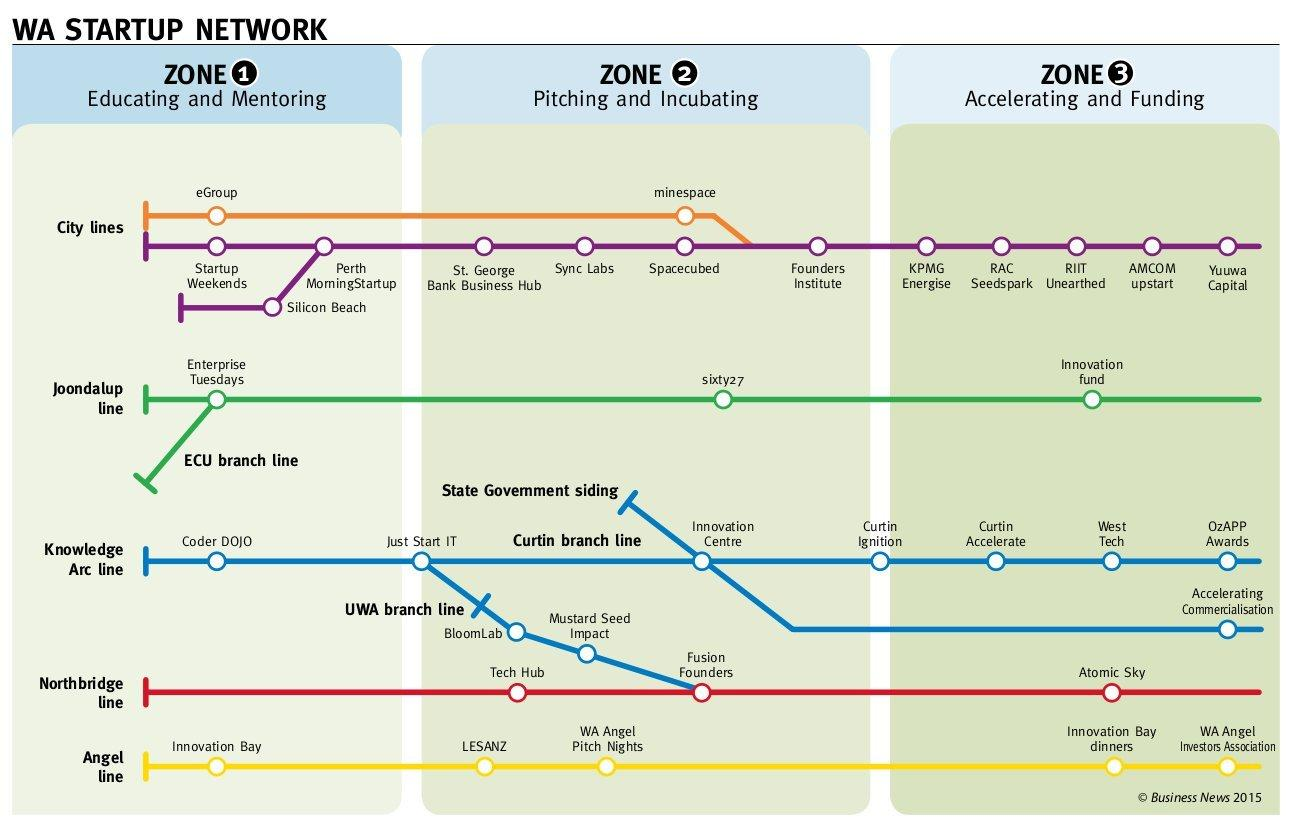 WA STARTUP NETWORK
ZONE 1
Educating and Mentoring
ZONE 2
Pitching and Incubating
ZONE 3
Accelerating and Funding
City lines
eGroup
minespace
Startup
Weekends
Perth
MorningStartup
Silicon Beach
St. George
Bank Business Hub
Sync Labs
Spacecubed
Founders
Institute
KPMG
Energise
RAC
Seedspark
RIIT
Unearthed
AMCOM
upstart
Yuuwa
Capital
Joondalup
line
Enterprise
Tuesdays
sixty27
Innovation
fund
ECU branch line
State Government siding
Knowledge
Arc line
Coder DOJO
Just Start IT
Curtin branch line
Innovation
Centre
Curtin
Ignition
Curtin
Accelerate
West
Tech
OzAPP
Awards
Accelerating
Commercialisation
UWA branch line
BloomLab
Mustard Seed
Impact
Fusion
Founders
Northbridge
line
Tech Hub
Atomic Sky
Angel
line
Innovation Bay
LESANZ
WA Angel
Pitch Nights
Innovation Bay
dinners
WA Angel
Investors Association
© Business News 2015